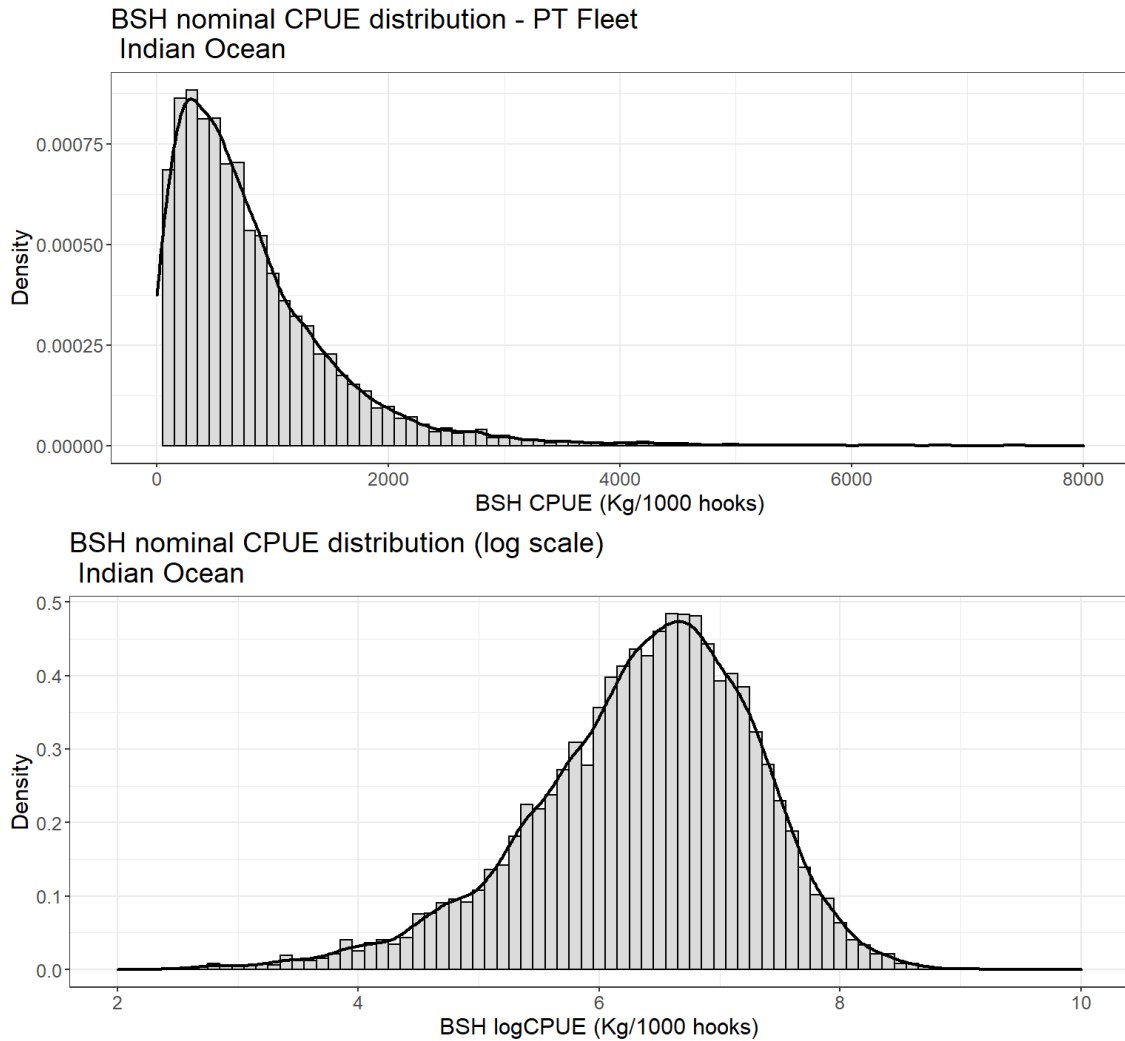 BSH nominal CPUE distribution - PT Fleet
Indian Ocean
0.00075
0.00050
0.00025
0.00000
Density
0 2000 4000 6000 8000
BSH CPUE (Kg/1000 hooks)
BSH nominal CPUE distribution (log scale)
Indian Ocean
0.5
0.4
0.3
0.2
0.1
0.0
Density
2 4 6 8 10
BSH logCPUE (Kg/1000 hooks)